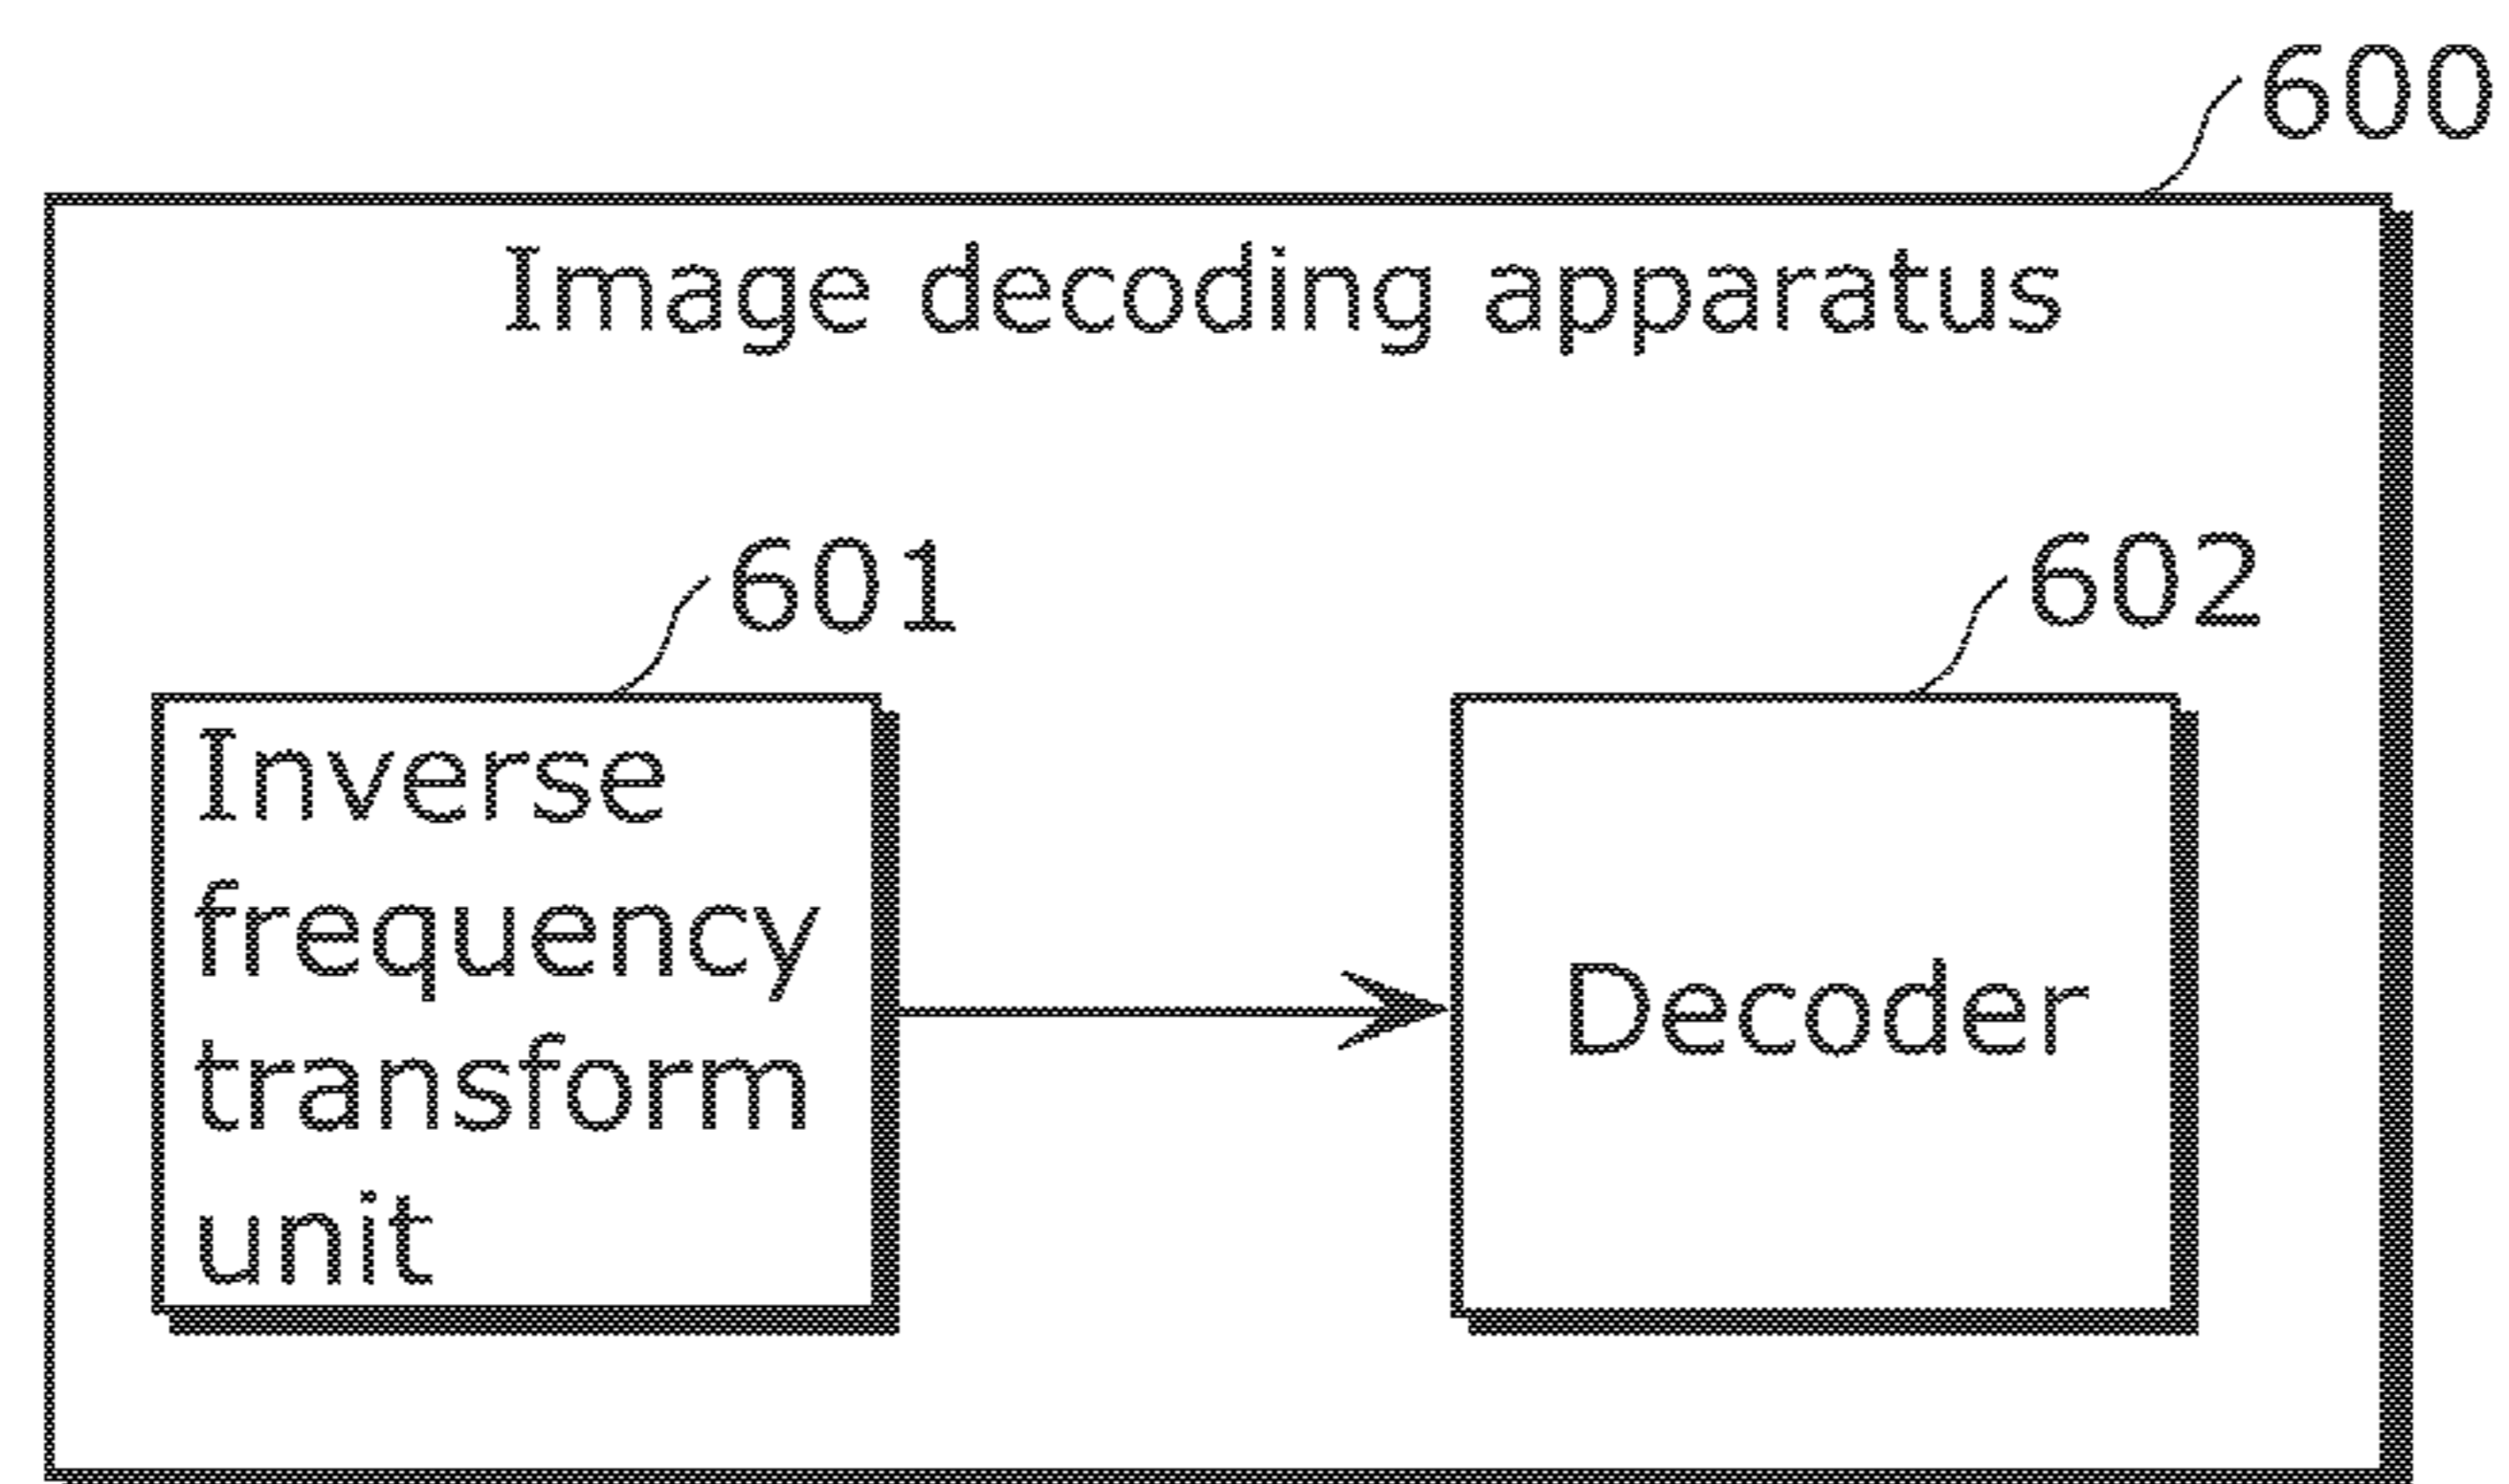 600
Image decoding apparatus
601
602
Inverse
frequency
transform
unit
Decoder